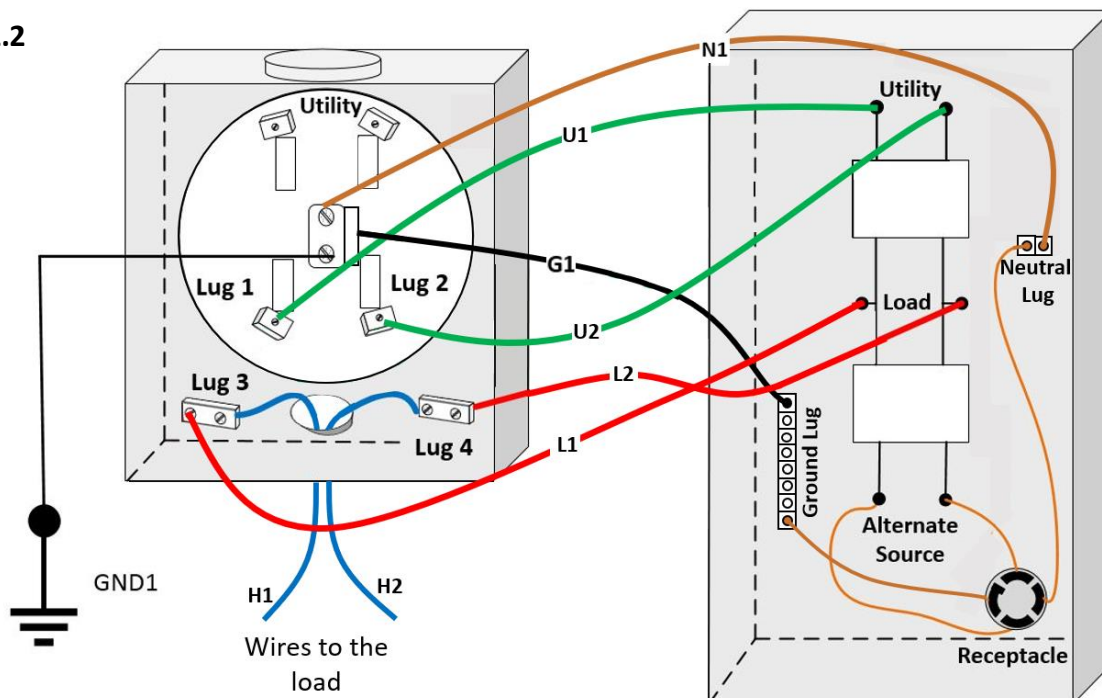 Utility
Lug 1
Lug 2
Lug 3
Lug 4
GND1
H1
H2
Wires to the
load
N1
U1
G1
U2
L2
L1
Utility
Load
Neutral
Lug
Ground Lug
Alternate
Source
Receptacle